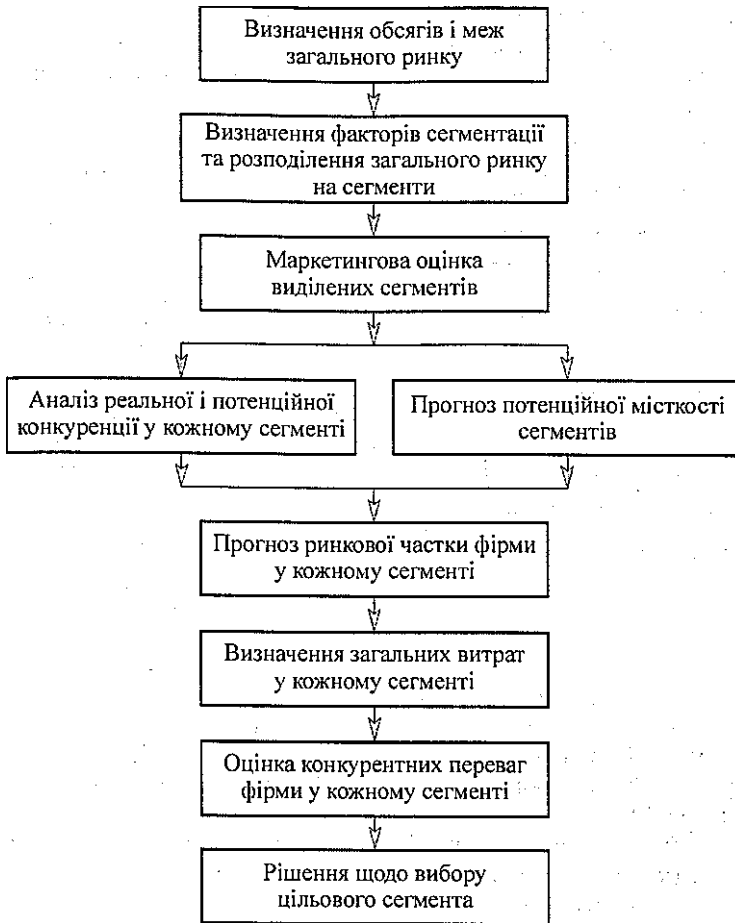 Визначення обсягів і меж
загального ринку
Визначення факторів сегментації
та розподілення загального ринку
на сегменти
Маркетингова оцінка
виділених сегментів
Аналіз реальної і потенційної
конкуренції у кожному сегменті
Прогноз потенційної місткості
сегментів
Прогноз ринкової частки фірми
у кожному сегменті
Визначення загальних витрат
у кожному сегменті
Оцінка конкурентних переваг
фірми у кожному сегменті
Рішення щодо вибору
цільового сегмента